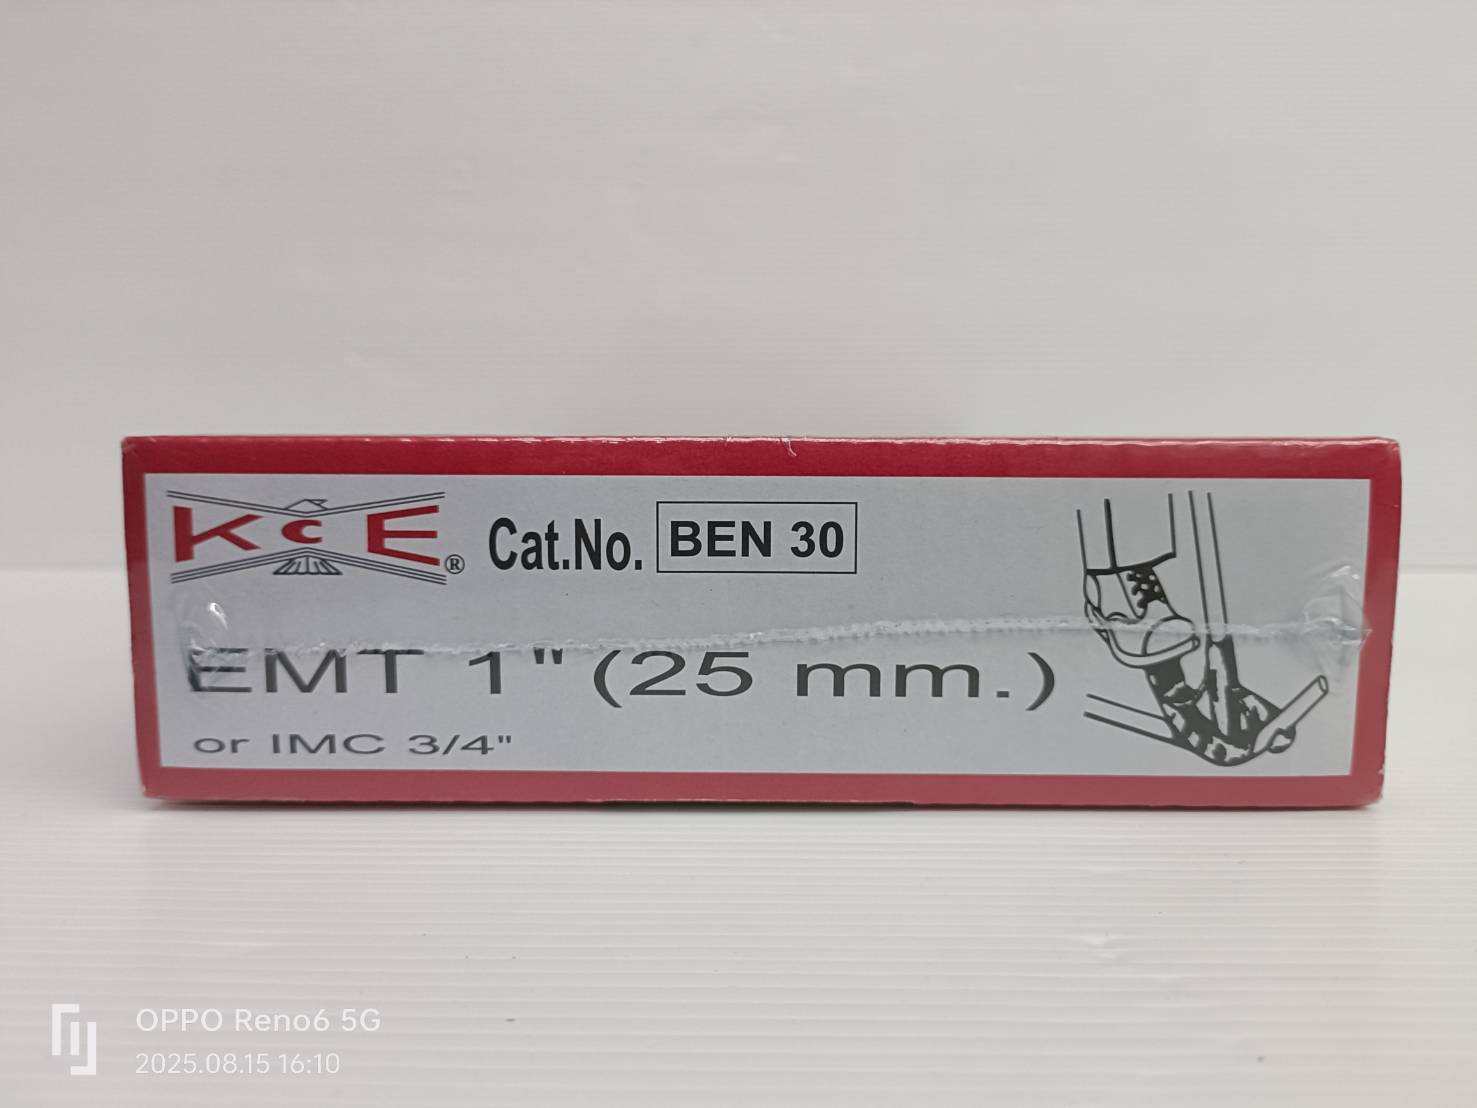 KCE® Cat.No. BEN 30
EMT 1" (25 mm.)
or IMC 3/4"
OPPO Reno6 5G
2025.08.15 16:10